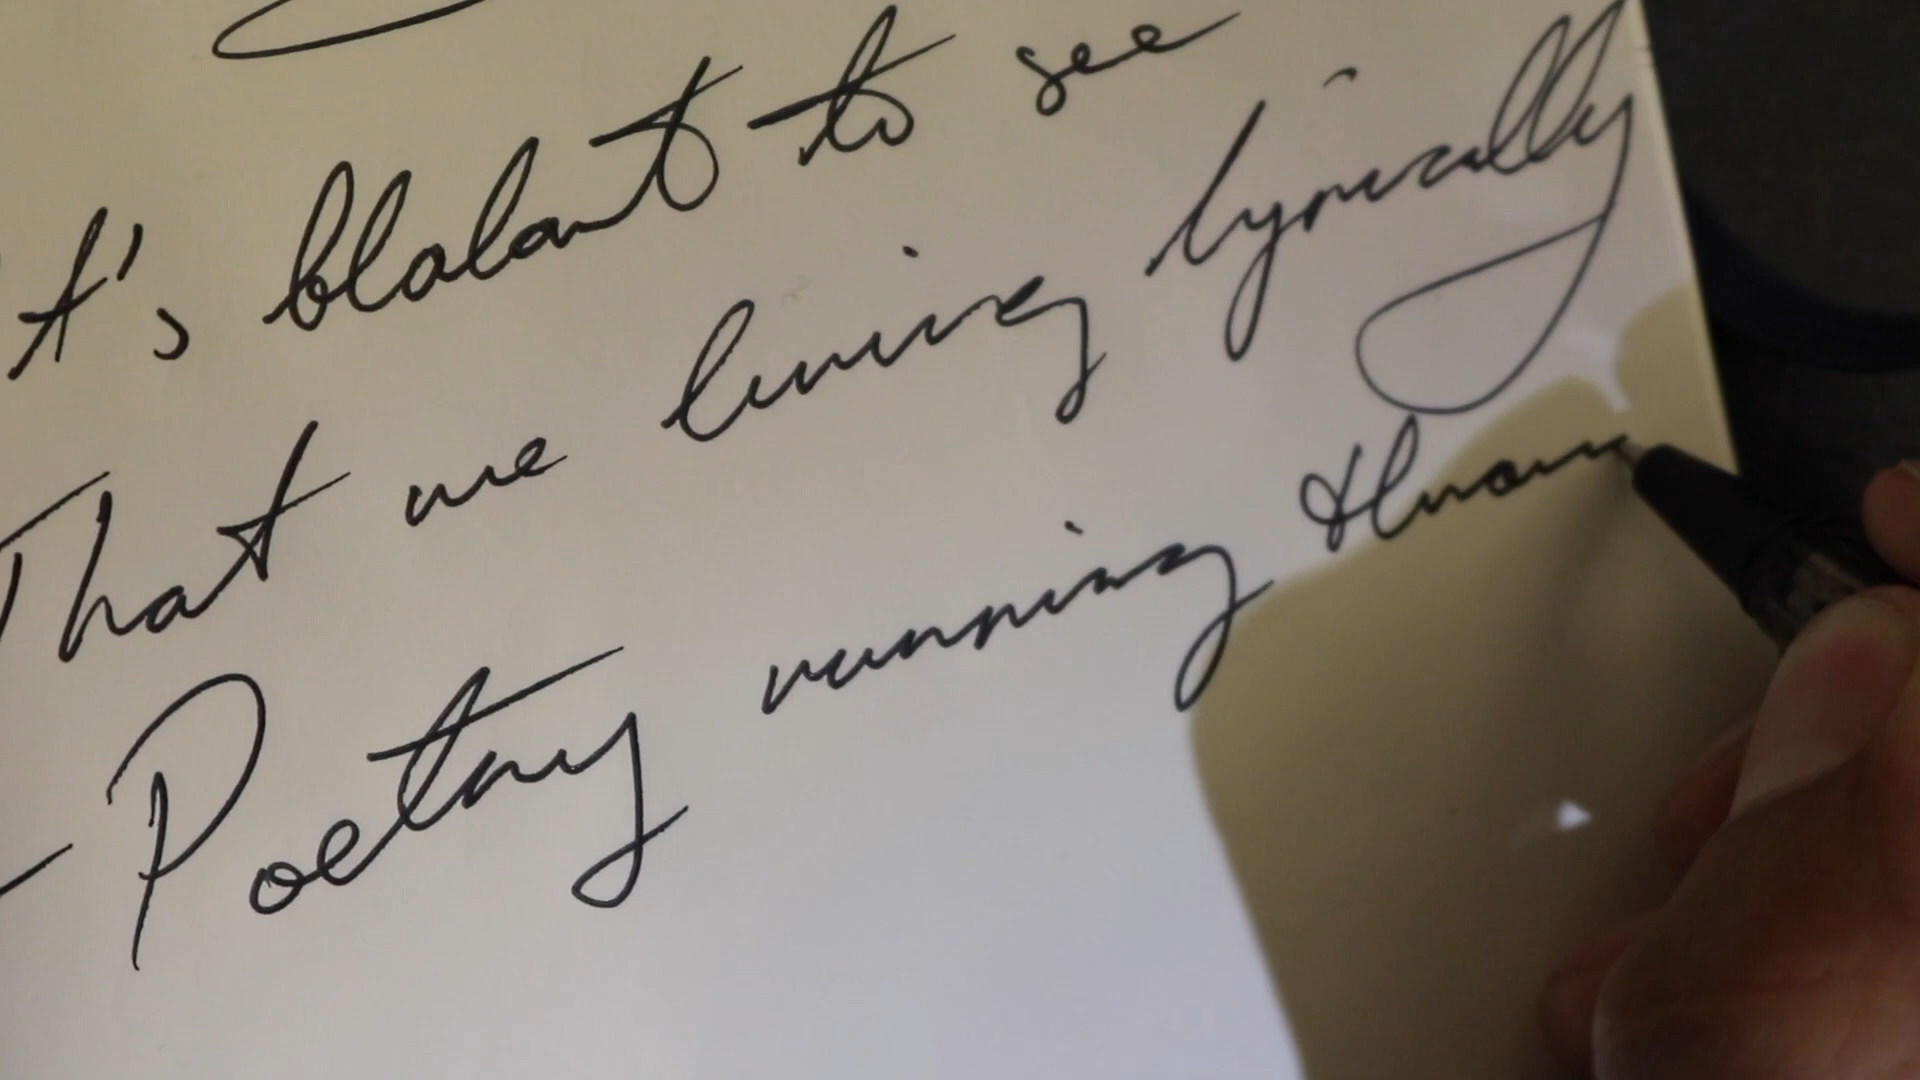 It's blatant to see
That we living lyrically
- Poetry running